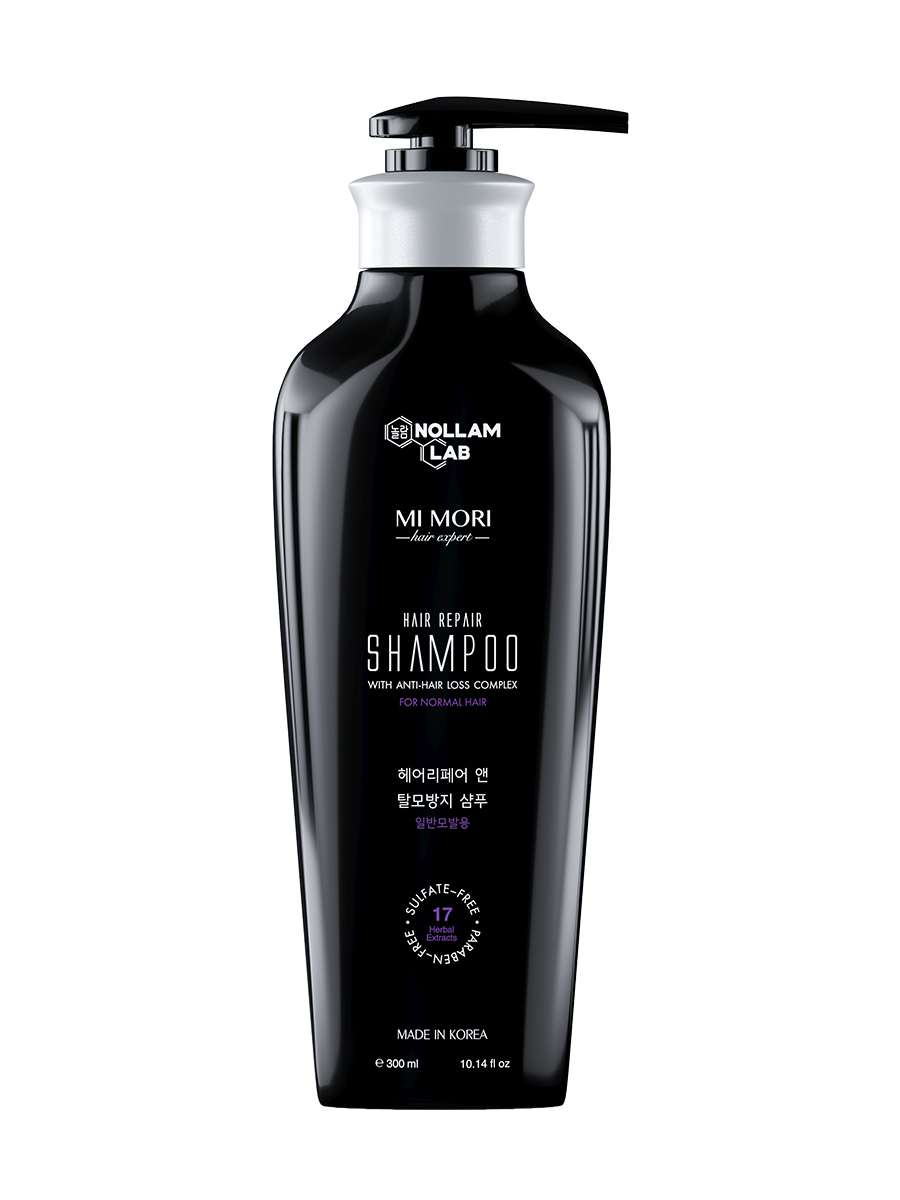 놀람
NOLLAM
LAB
MI MORI
hair expert
HAIR REPAIR
SHAMPOO
WITH ANTI-HAIR LOSS COMPLEX
FOR NORMAL HAIR
헤어리페어 앤
탈모방지 샴푸
일반모발용
• SULFATE–FREE • PARABEN–FREE
17
Herbal
Extracts
MADE IN KOREA
℮ 300 ml 10.14 fl oz